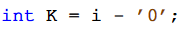 int K = i - '0';